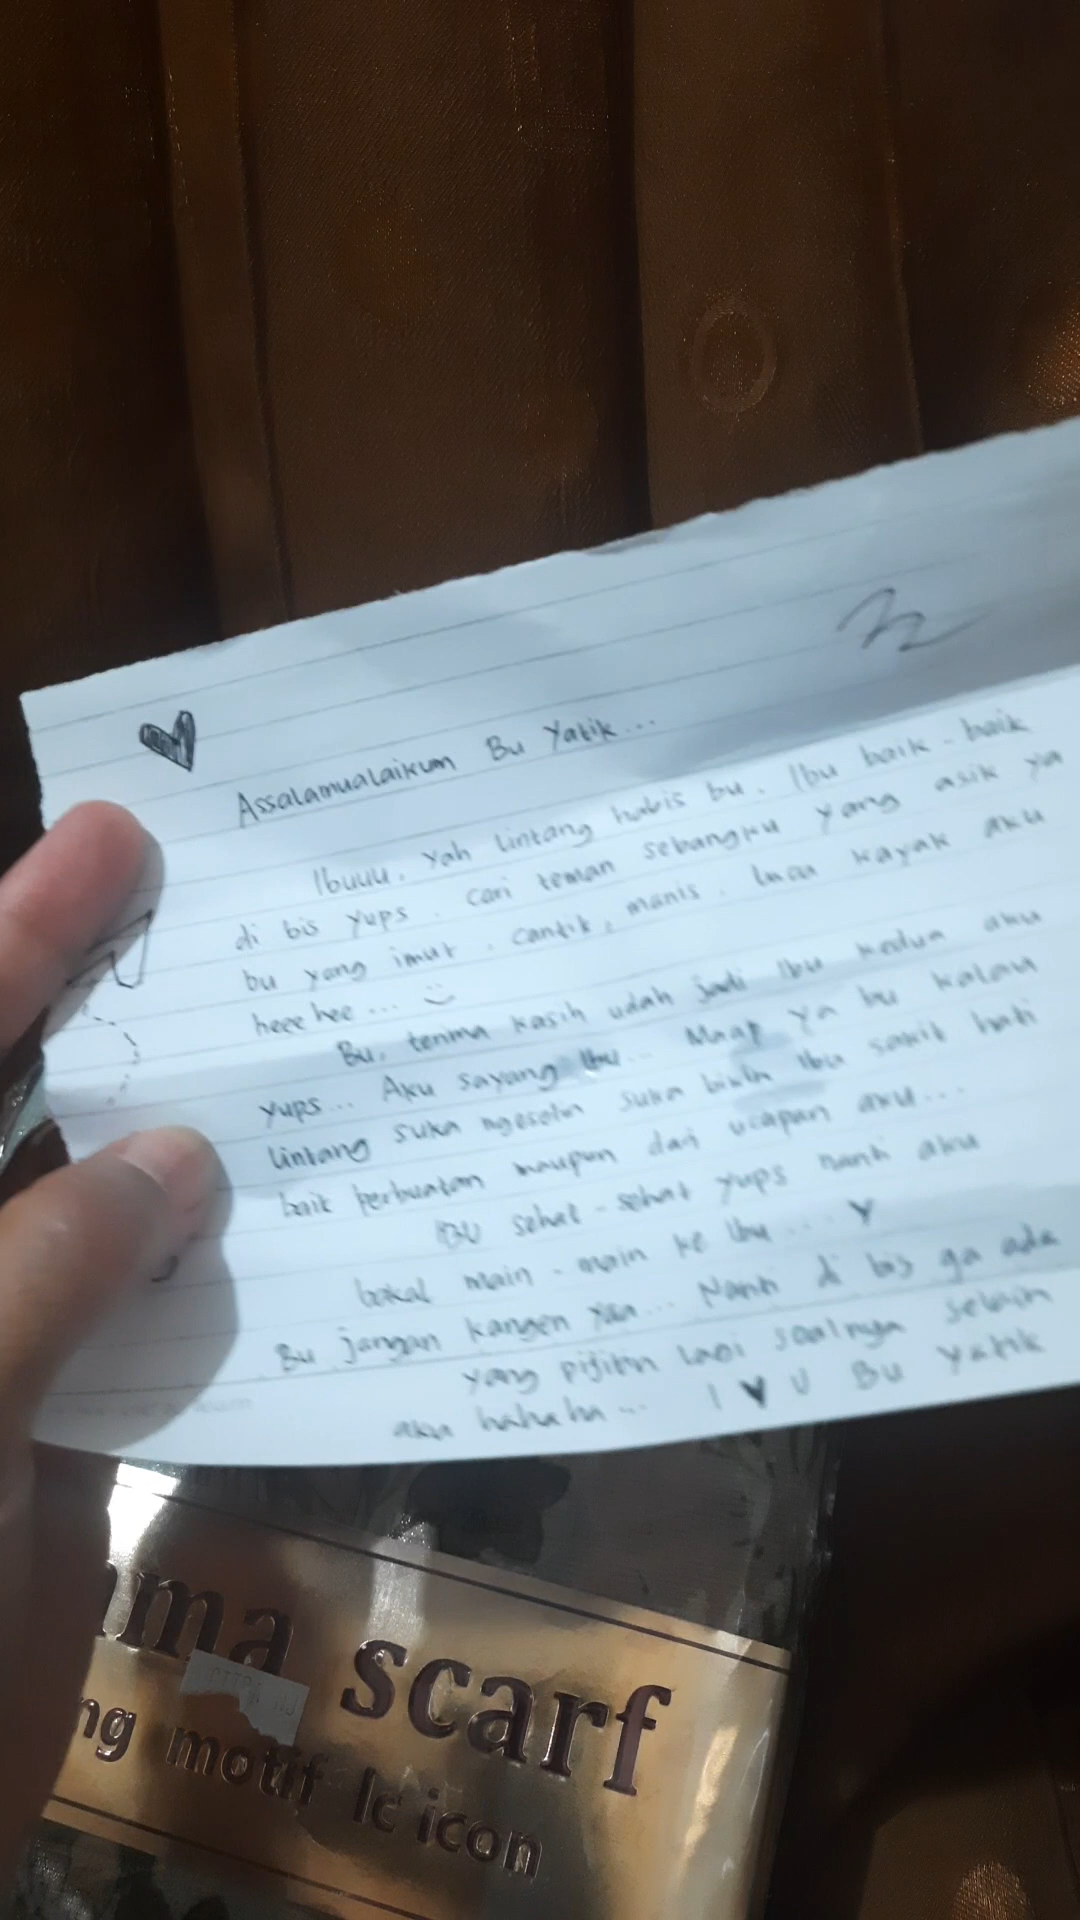 Assalamualaikum Bu Yatik...
Ibuuu, Yah lintang habis bu. Ibu baik-baik
di bis yups. cari teman sebangku yang asik ya
bu yang imut, cantik, manis. kayak aku
heee hee... :)
Bu, terima kasih udah jadi Ibu kedua aku
yups... Aku sayang Ibu... Maap ya bu kalau
lintang suka ngeselin suka bikin Ibu sakit hati
baik perbuatan maupun dari ucapan aku...
IBU sehat-sehat yups nanti aku
bakal main-main ke Ibu... ♥
Bu jangan kangen yaa... Nanti di bis ga ada
yang pijitin lagi soalnya selain
aku hahaha... I ♥ U Bu Yatik
ma scarf
ng motif lc icon